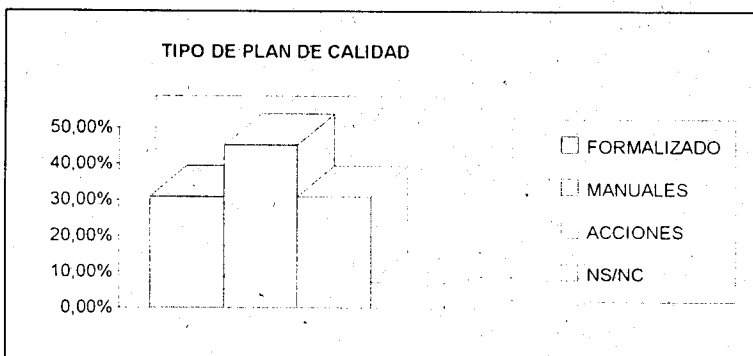 TIPO DE PLAN DE CALIDAD
50,00%
40,00%
30,00%
20,00%
10,00%
0,00%
FORMALIZADO
MANUALES
ACCIONES
NS/NC